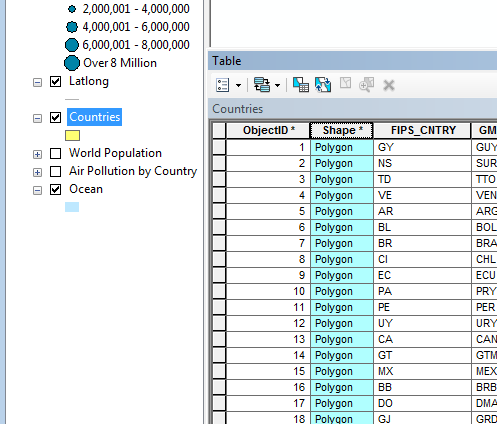 2,000,001 - 4,000,000
4,000,001 - 6,000,000
6,000,001 - 8,000,000
Over 8 Million
Latlong
Countries
World Population
Air Pollution by Country
Ocean
Table
Countries
ObjectID * Shape * FIPS_CNTRY GM
1 Polygon GY GUY
2 Polygon NS SUR
3 Polygon TD TTO
4 Polygon VE VEN
5 Polygon AR ARG
6 Polygon BL BOL
7 Polygon BR BRA
8 Polygon CI CHL
9 Polygon EC ECU
10 Polygon PA PRY
11 Polygon PE PER
12 Polygon UY URY
13 Polygon CA CAN
14 Polygon GT GTM
15 Polygon MX MEX
16 Polygon BB BRB
17 Polygon DO DMA
18 Polygon GJ GRD